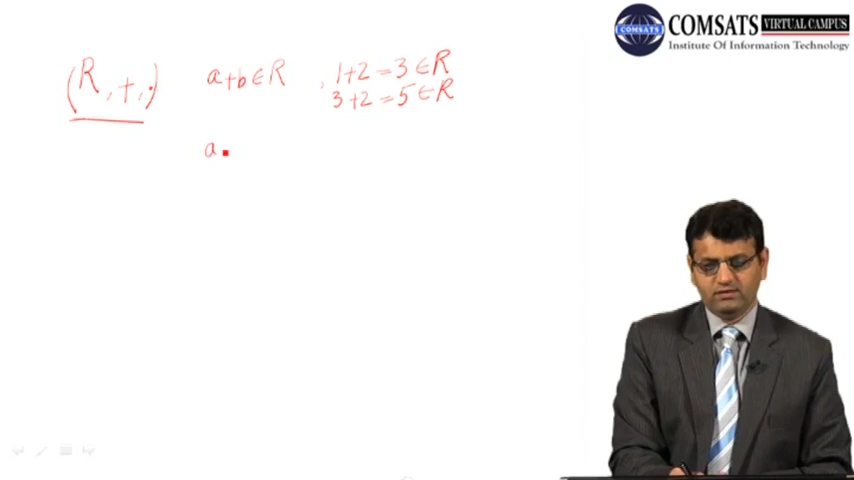 COMSATS VIRTUAL CAMPUS
COMSATS
Institute Of Information Technology
(R, +, ·) a+b∈R , 1+2=3∈R
3+2=5∈R
a·